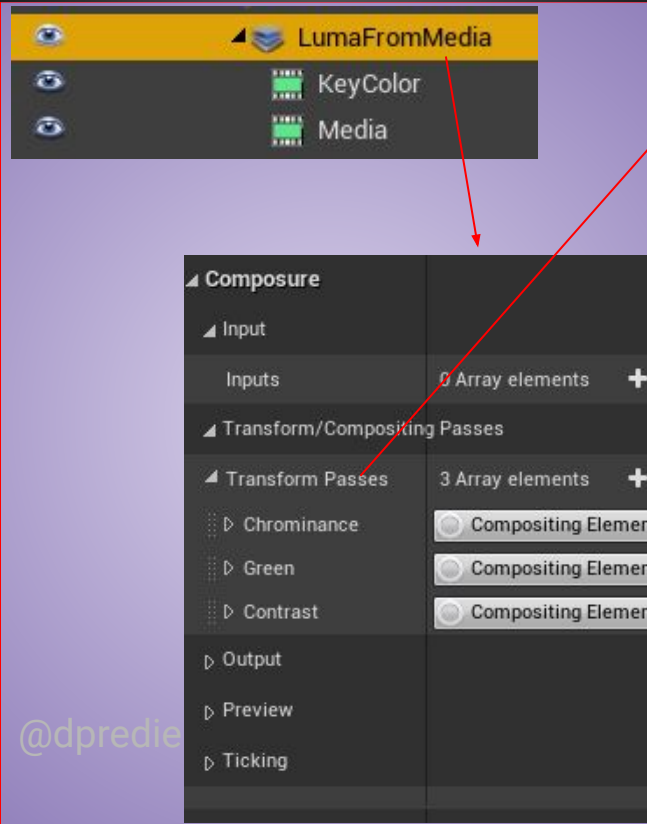 LumaFromMedia
KeyColor
Media
Composure
Input
Inputs 0 Array elements
Transform/Compositing Passes
Transform Passes 3 Array elements
Chrominance Compositing Elemen
Green Compositing Elemen
Contrast Compositing Elemen
Output
Preview
@dpredie
Ticking